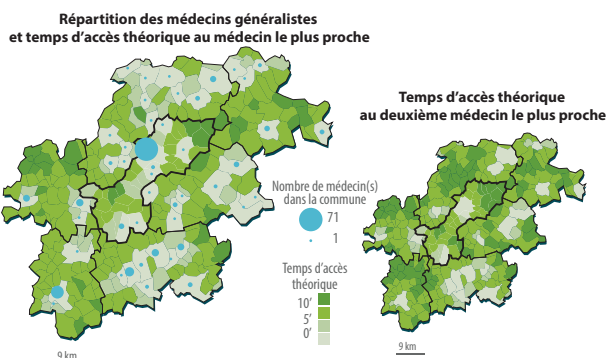 Répartition des médecins généralistes
et temps d'accès théorique au médecin le plus proche
Temps d'accès théorique
au deuxième médecin le plus proche
Nombre de médecin(s)
dans la commune
71
1
Temps d'accès
théorique
10'
5'
0'
9 km
9 km